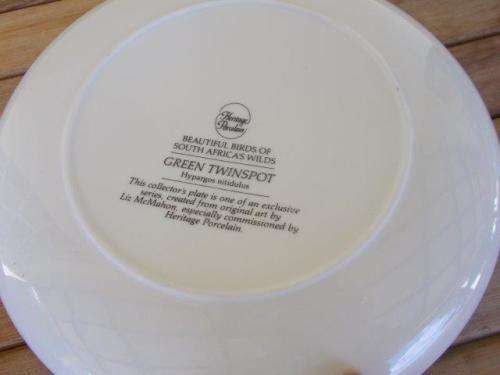 Heritage
Porcelain
BEAUTIFUL BIRDS OF
SOUTH AFRICA'S WILDS
GREEN TWINSPOT
Hypargos nitidulus
This collector's plate is one of an exclusive
series, created from original art by
Liz McMahon, especially commissioned by
Heritage Porcelain.